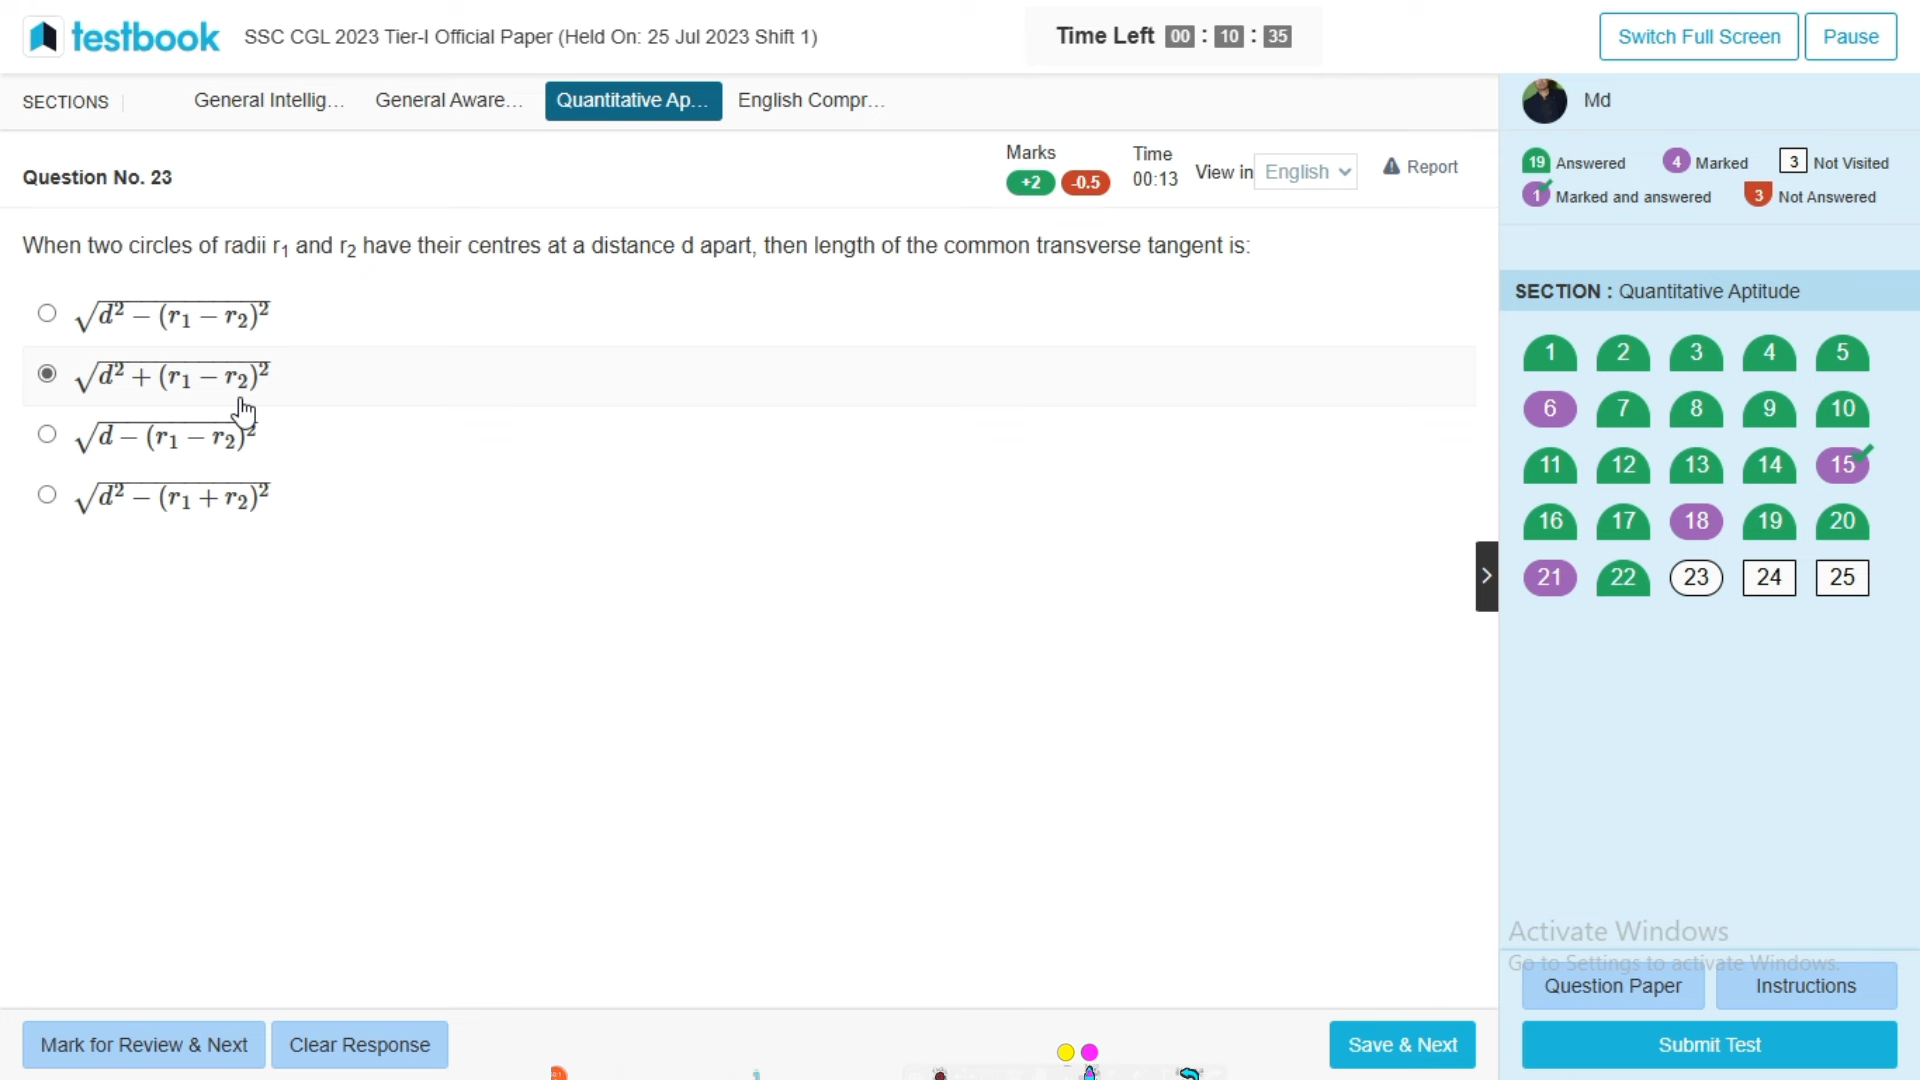 testbook SSC CGL 2023 Tier-I Official Paper (Held On: 25 Jul 2023 Shift 1) Time Left 00 : 10 : 35 Switch Full Screen Pause
SECTIONS General Intellig... General Aware... Quantitative Ap... English Compr...
Md
Question No. 23
Marks +2 -0.5
Time 00:13
View in English
Report
19 Answered 4 Marked 3 Not Visited
1 Marked and answered 3 Not Answered
When two circles of radii r₁ and r₂ have their centres at a distance d apart, then length of the common transverse tangent is:
√(d² − (r₁ − r₂)²)
√(d² + (r₁ − r₂)²)
√(d − (r₁ − r₂)²)
√(d² − (r₁ + r₂)²)
SECTION : Quantitative Aptitude
1 2 3 4 5
6 7 8 9 10
11 12 13 14 15
16 17 18 19 20
21 22 23 24 25
Activate Windows
Go to Settings to activate Windows.
Question Paper Instructions
Mark for Review & Next Clear Response Save & Next Submit Test